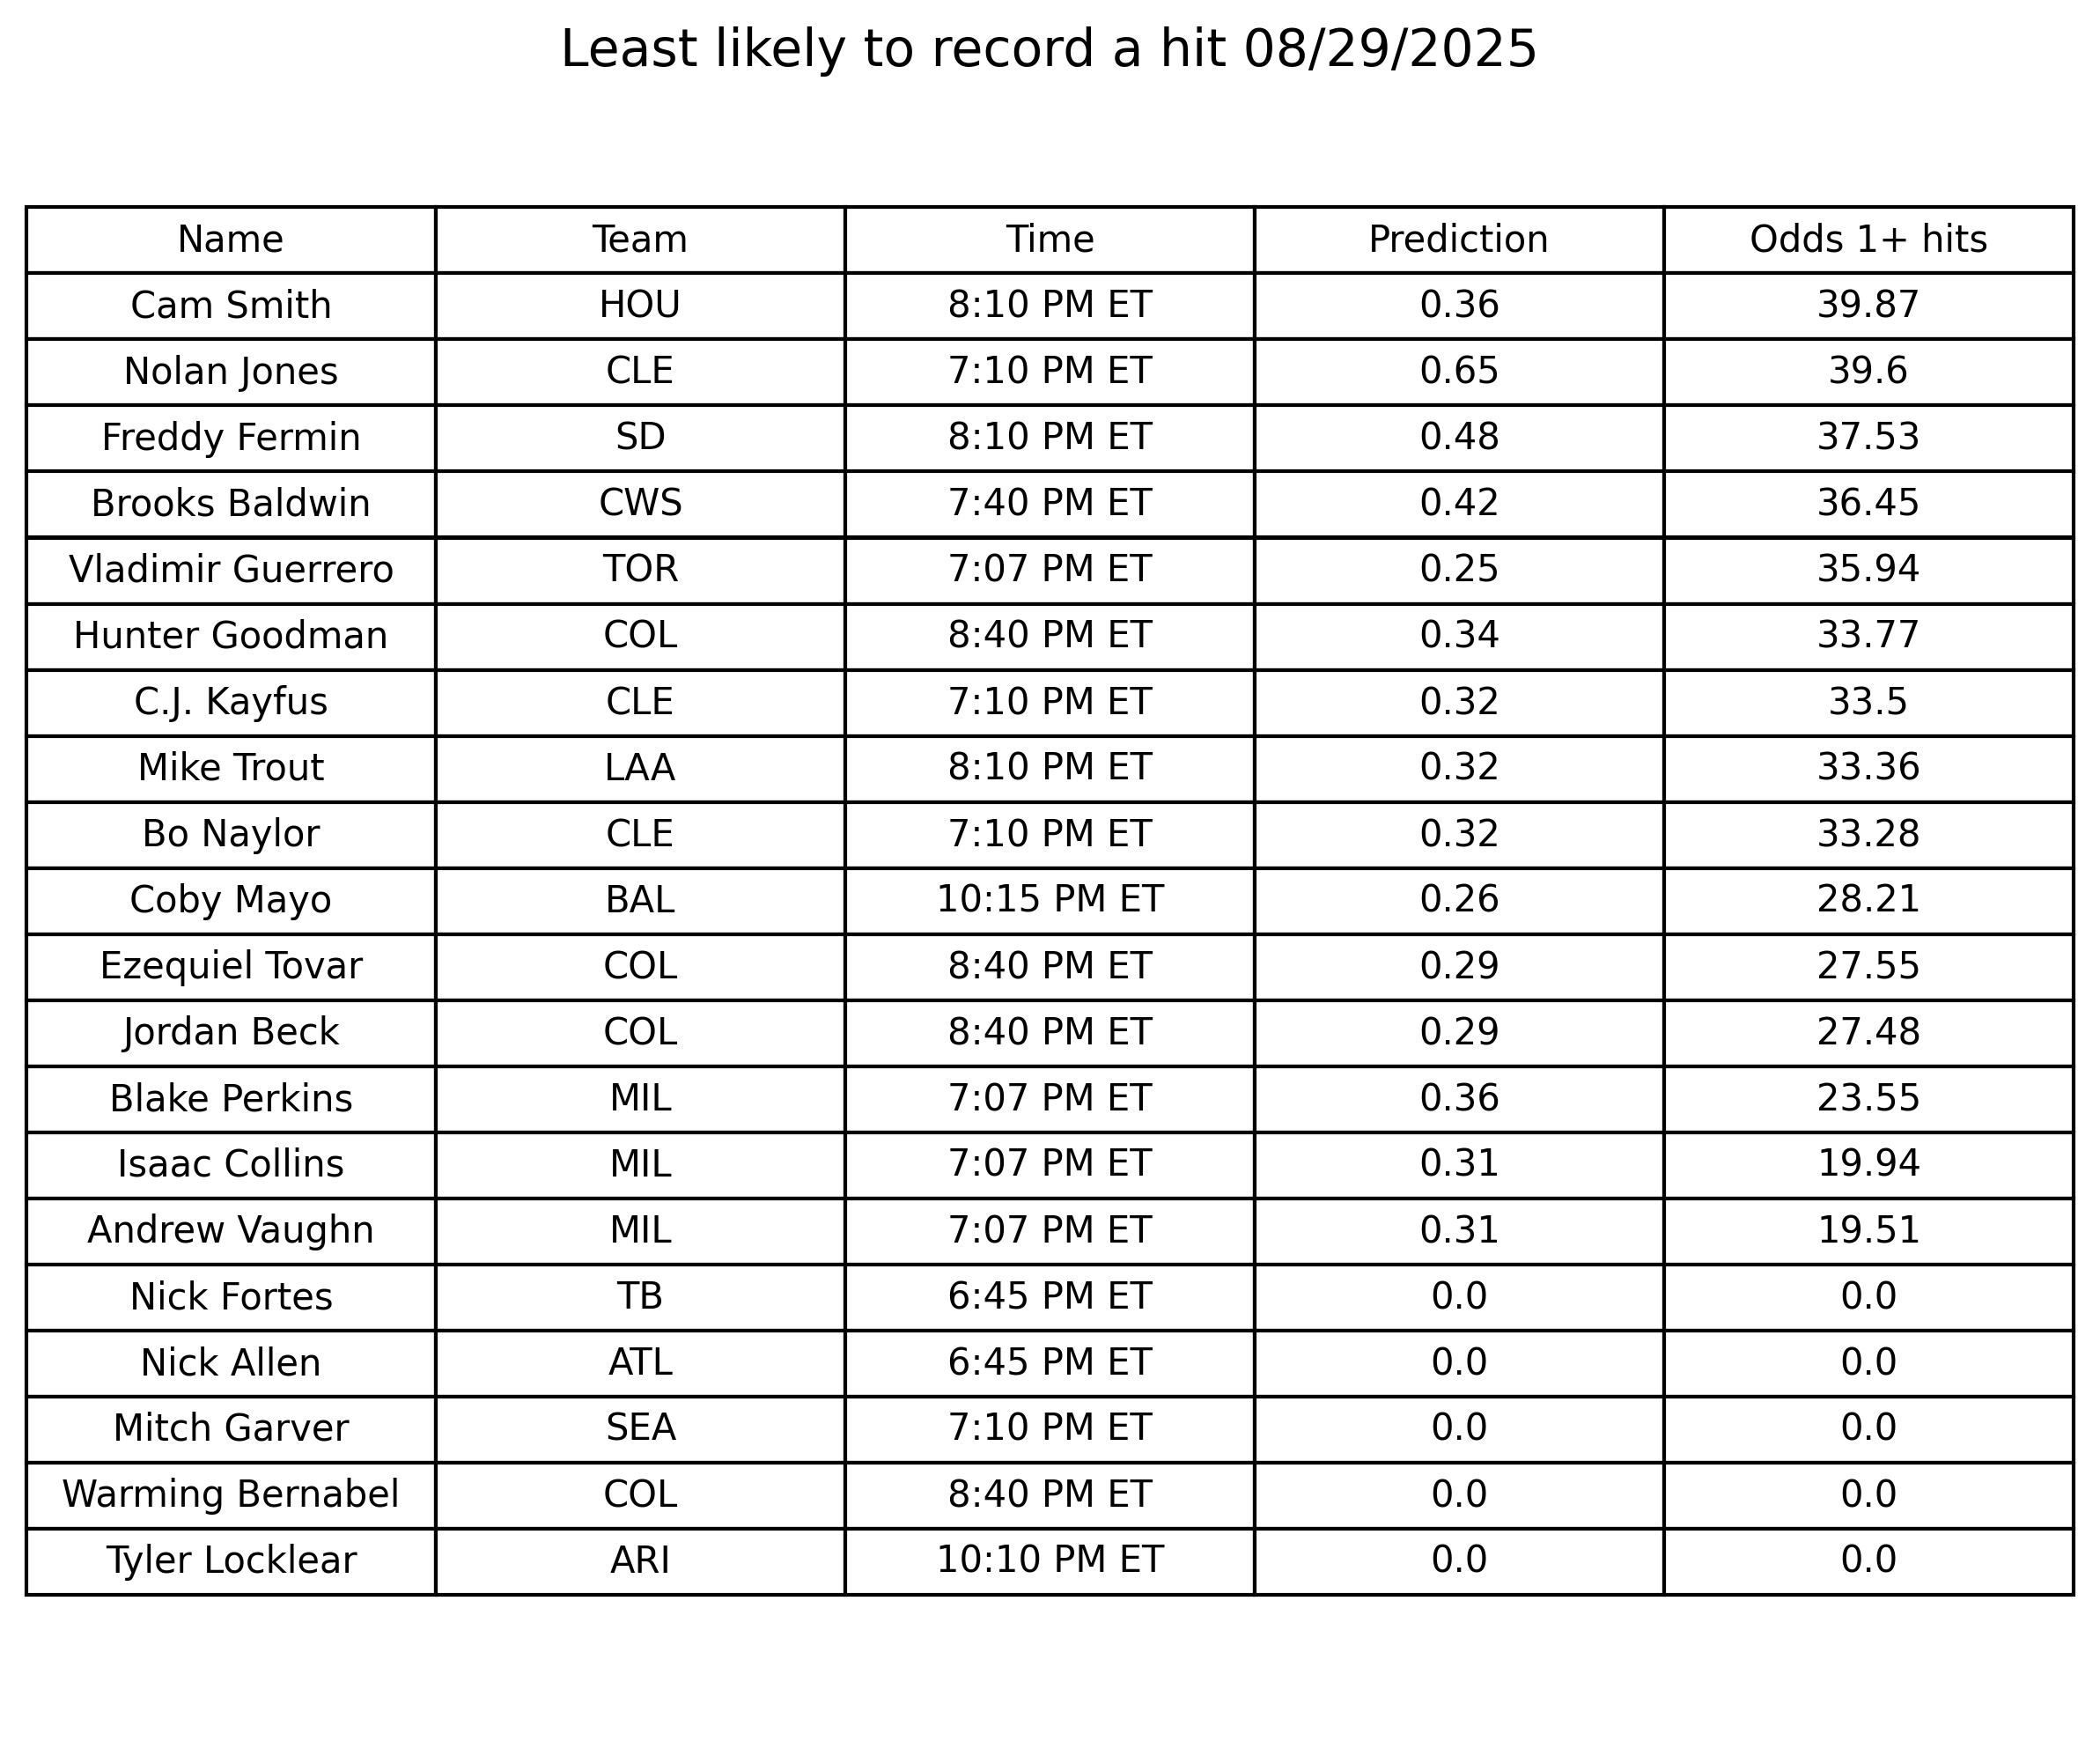 Least likely to record a hit 08/29/2025
Name Team Time Prediction Odds 1+ hits
Cam Smith HOU 8:10 PM ET 0.36 39.87
Nolan Jones CLE 7:10 PM ET 0.65 39.6
Freddy Fermin SD 8:10 PM ET 0.48 37.53
Brooks Baldwin CWS 7:40 PM ET 0.42 36.45
Vladimir Guerrero TOR 7:07 PM ET 0.25 35.94
Hunter Goodman COL 8:40 PM ET 0.34 33.77
C.J. Kayfus CLE 7:10 PM ET 0.32 33.5
Mike Trout LAA 8:10 PM ET 0.32 33.36
Bo Naylor CLE 7:10 PM ET 0.32 33.28
Coby Mayo BAL 10:15 PM ET 0.26 28.21
Ezequiel Tovar COL 8:40 PM ET 0.29 27.55
Jordan Beck COL 8:40 PM ET 0.29 27.48
Blake Perkins MIL 7:07 PM ET 0.36 23.55
Isaac Collins MIL 7:07 PM ET 0.31 19.94
Andrew Vaughn MIL 7:07 PM ET 0.31 19.51
Nick Fortes TB 6:45 PM ET 0.0 0.0
Nick Allen ATL 6:45 PM ET 0.0 0.0
Mitch Garver SEA 7:10 PM ET 0.0 0.0
Warming Bernabel COL 8:40 PM ET 0.0 0.0
Tyler Locklear ARI 10:10 PM ET 0.0 0.0